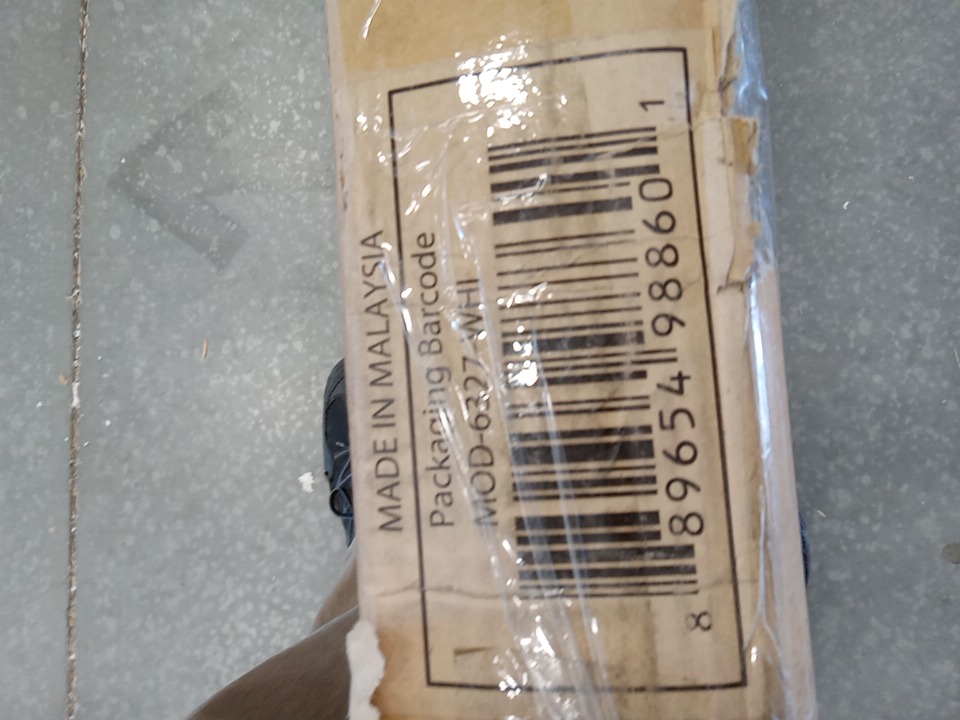 MADE IN MALAYSIA
Packaging Barcode
MOD-6327-WHI
8 89654 98860 1